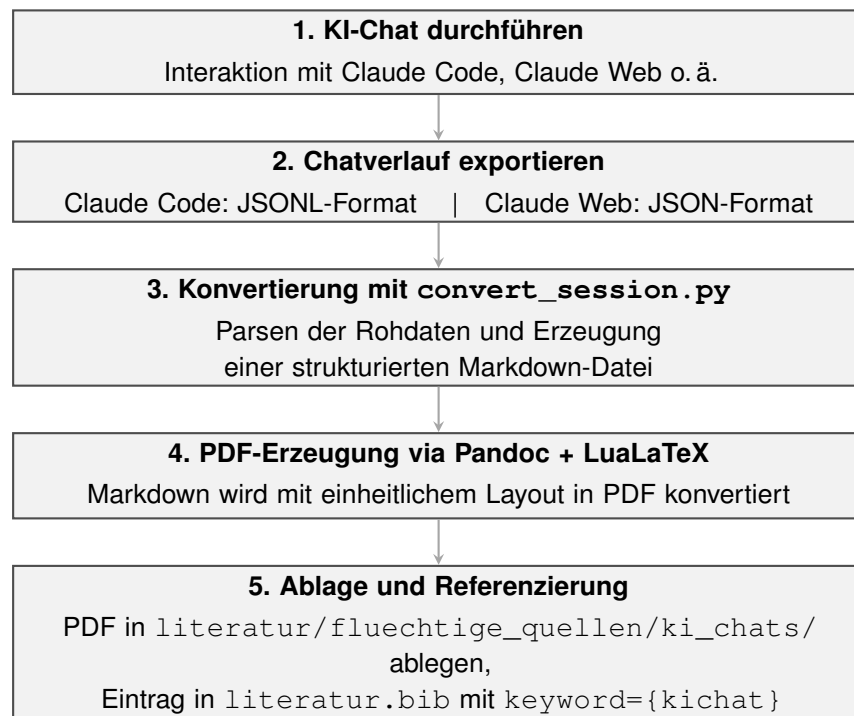 1. KI-Chat durchführen
Interaktion mit Claude Code, Claude Web o. ä.
2. Chatverlauf exportieren
Claude Code: JSONL-Format | Claude Web: JSON-Format
3. Konvertierung mit convert_session.py
Parsen der Rohdaten und Erzeugung
einer strukturierten Markdown-Datei
4. PDF-Erzeugung via Pandoc + LuaLaTeX
Markdown wird mit einheitlichem Layout in PDF konvertiert
5. Ablage und Referenzierung
PDF in literatur/fluechtige_quellen/ki_chats/
ablegen,
Eintrag in literatur.bib mit keyword={kichat}